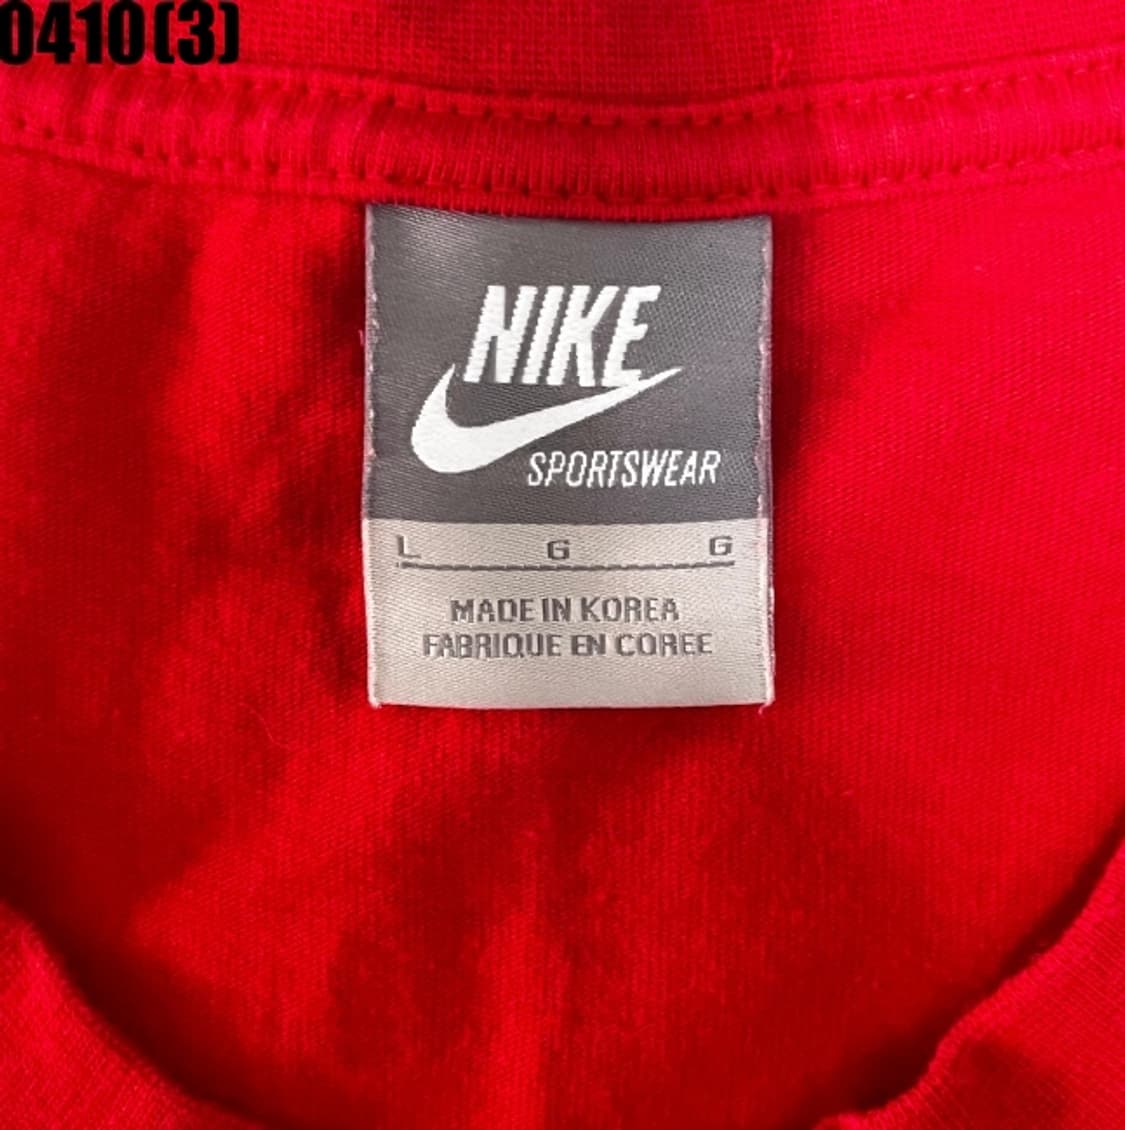 0410(3)
NIKE
SPORTSWEAR
L G G
MADE IN KOREA
FABRIQUE EN COREE